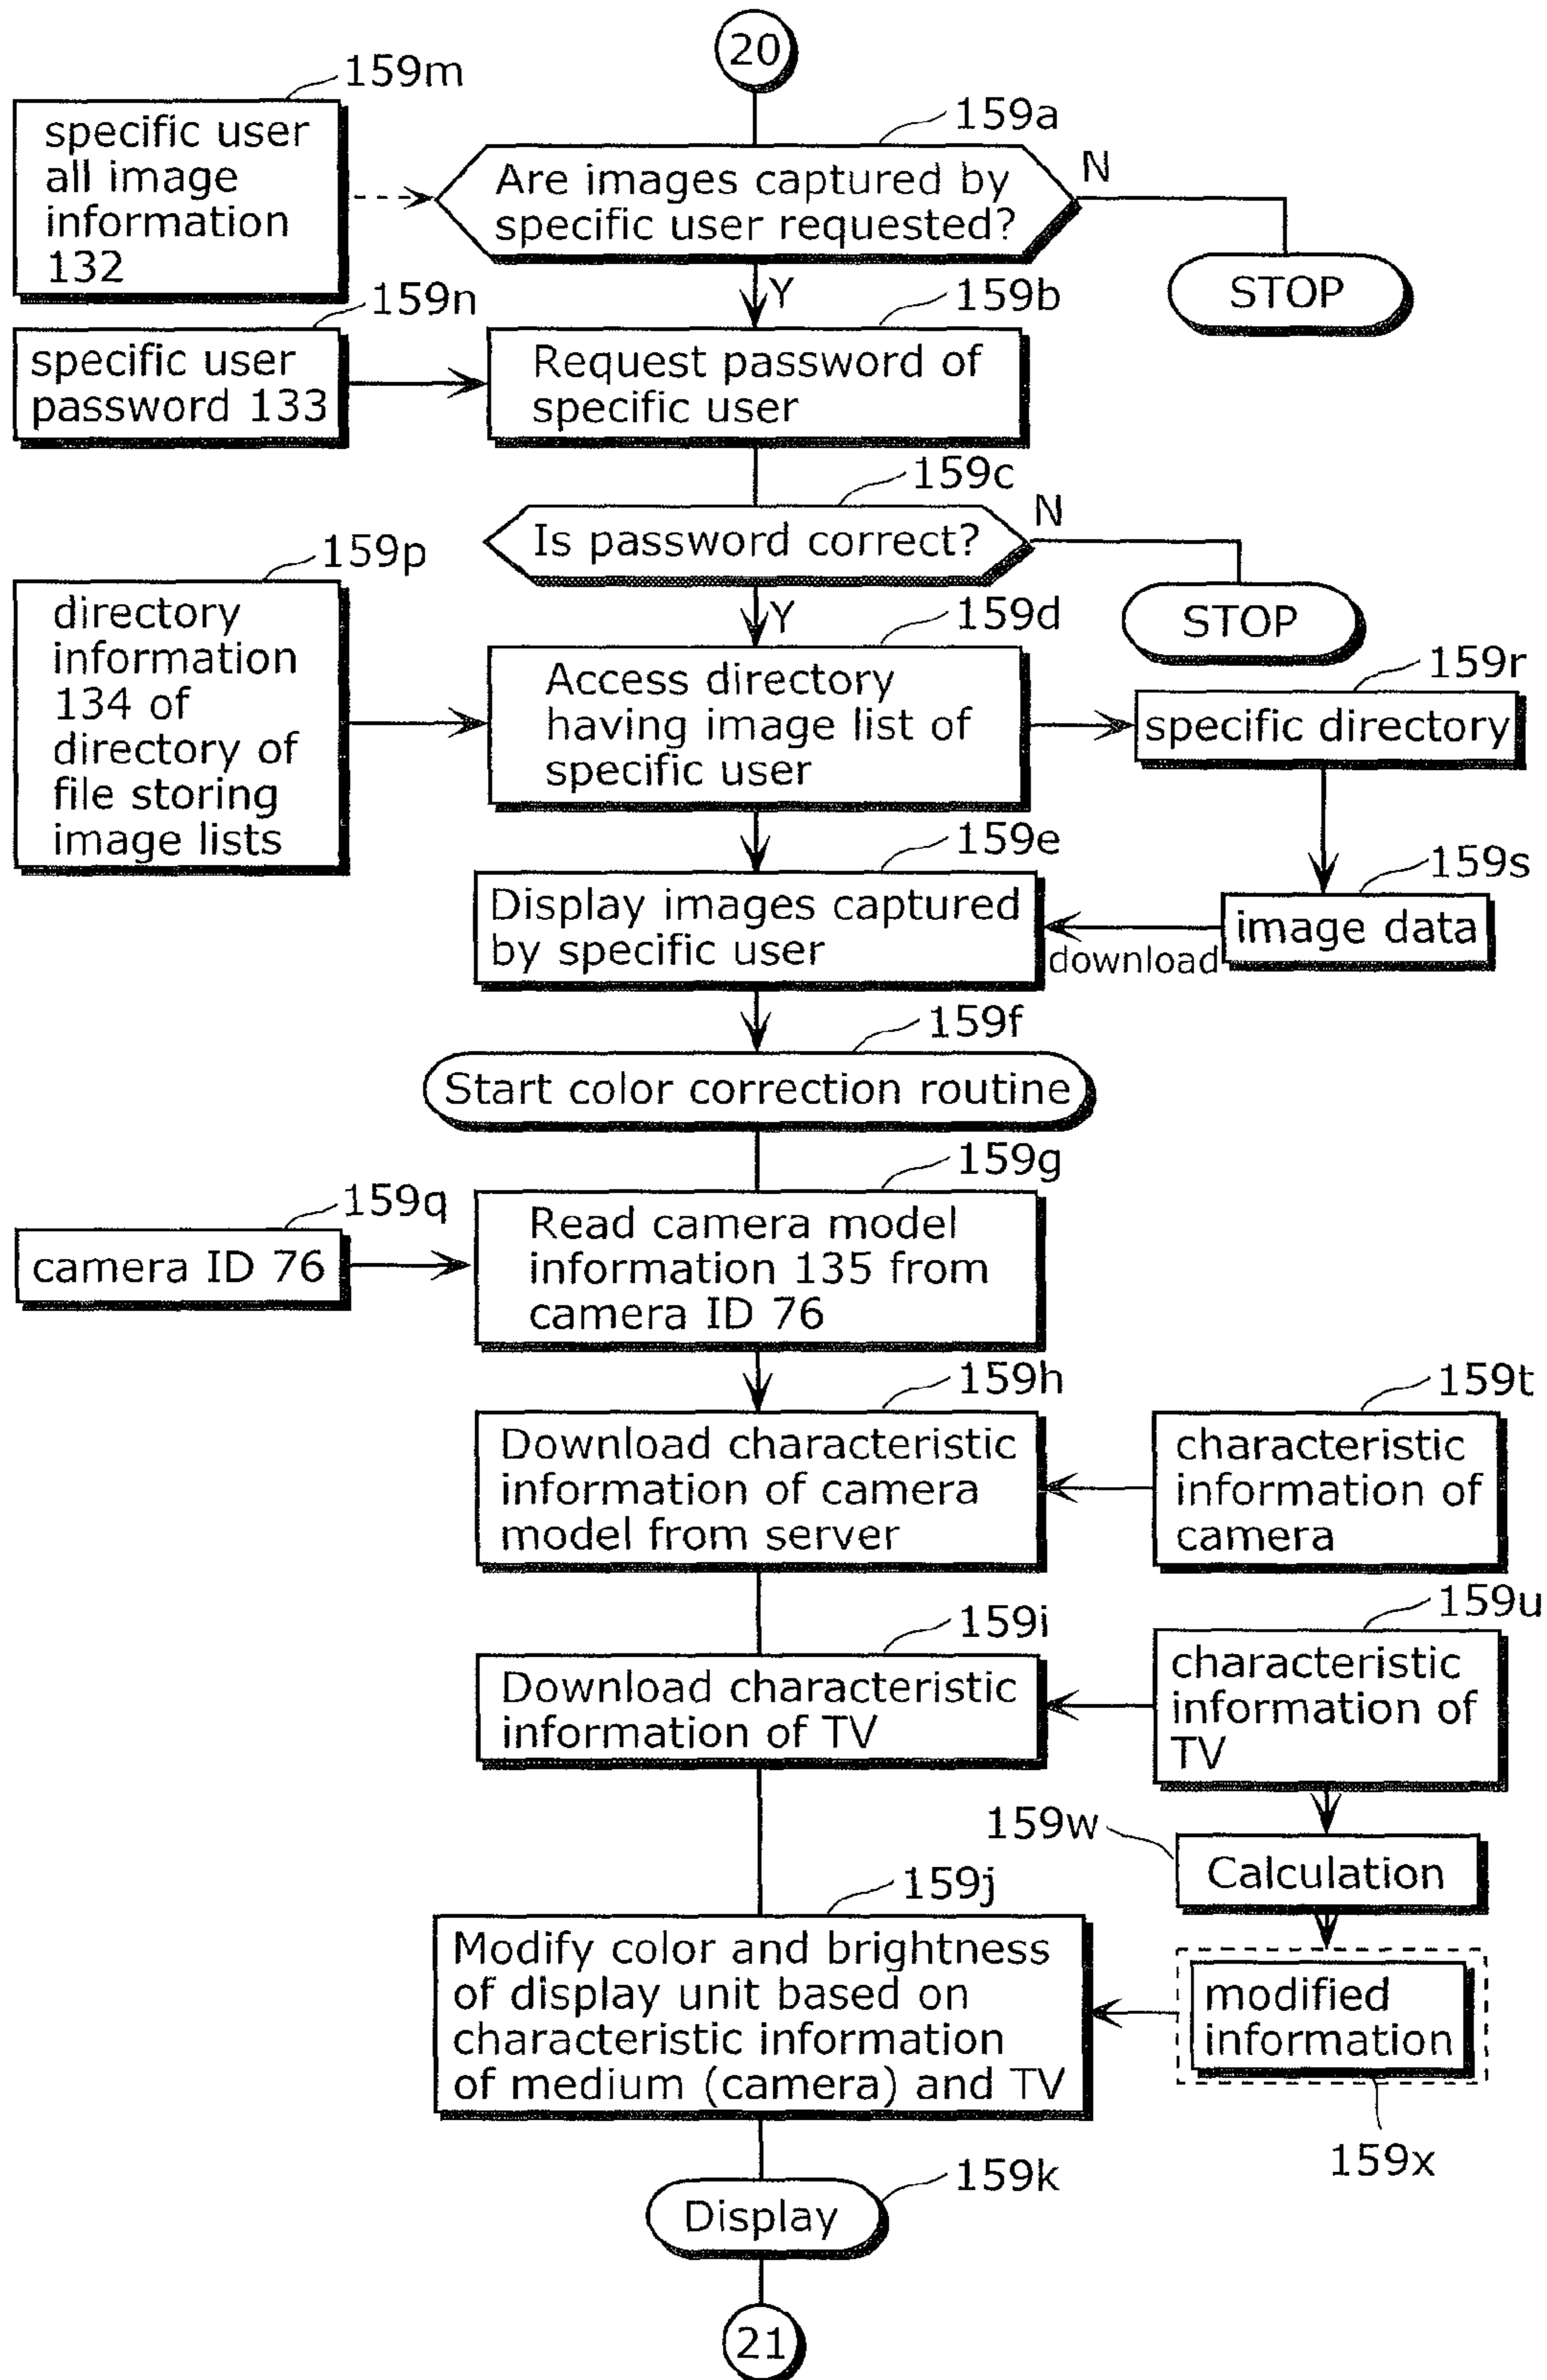 20
159m
specific user
all image
information
132
159a
Are images captured by
specific user requested?
N
STOP
Y
159n
specific user
password 133
159b
Request password of
specific user
159c
Is password correct?
N
STOP
Y
159p
directory
information
134 of
directory of
file storing
image lists
159d
Access directory
having image list of
specific user
159r
specific directory
159e
Display images captured
by specific user
159s
image data
download
159f
Start color correction routine
159q
camera ID 76
159g
Read camera model
information 135 from
camera ID 76
159h
Download characteristic
information of camera
model from server
159t
characteristic
information of
camera
159i
Download characteristic
information of TV
159u
characteristic
information of
TV
159w
Calculation
159j
Modify color and brightness
of display unit based on
characteristic information
of medium (camera) and TV
modified
information
159x
159k
Display
21